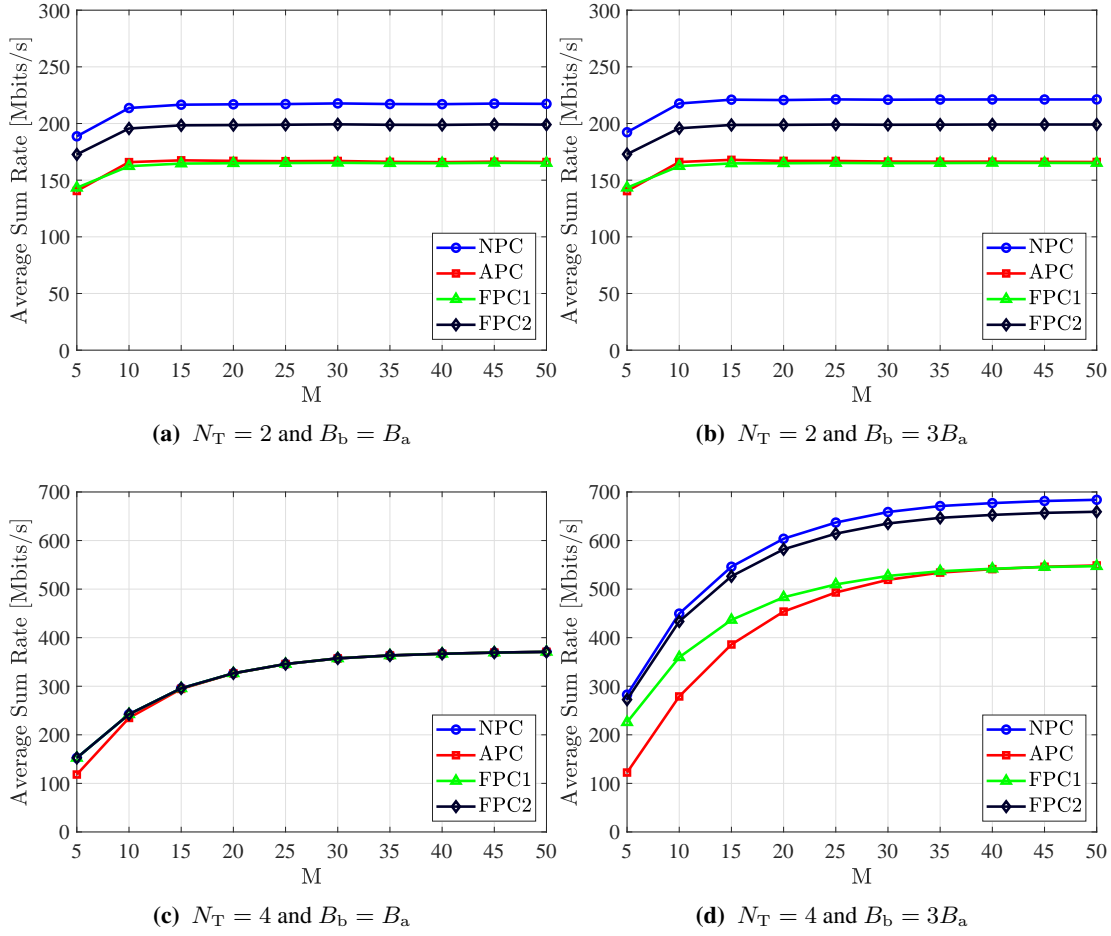 Average Sum Rate [Mbits/s]
300
250
200
150
100
50
0
NPC
APC
FPC1
FPC2
5 10 15 20 25 30 35 40 45 50
M
(a) N_T = 2 and B_b = B_a
Average Sum Rate [Mbits/s]
300
250
200
150
100
50
0
NPC
APC
FPC1
FPC2
5 10 15 20 25 30 35 40 45 50
M
(b) N_T = 2 and B_b = 3B_a
Average Sum Rate [Mbits/s]
700
600
500
400
300
200
100
0
NPC
APC
FPC1
FPC2
5 10 15 20 25 30 35 40 45 50
M
(c) N_T = 4 and B_b = B_a
Average Sum Rate [Mbits/s]
700
600
500
400
300
200
100
0
NPC
APC
FPC1
FPC2
5 10 15 20 25 30 35 40 45 50
M
(d) N_T = 4 and B_b = 3B_a